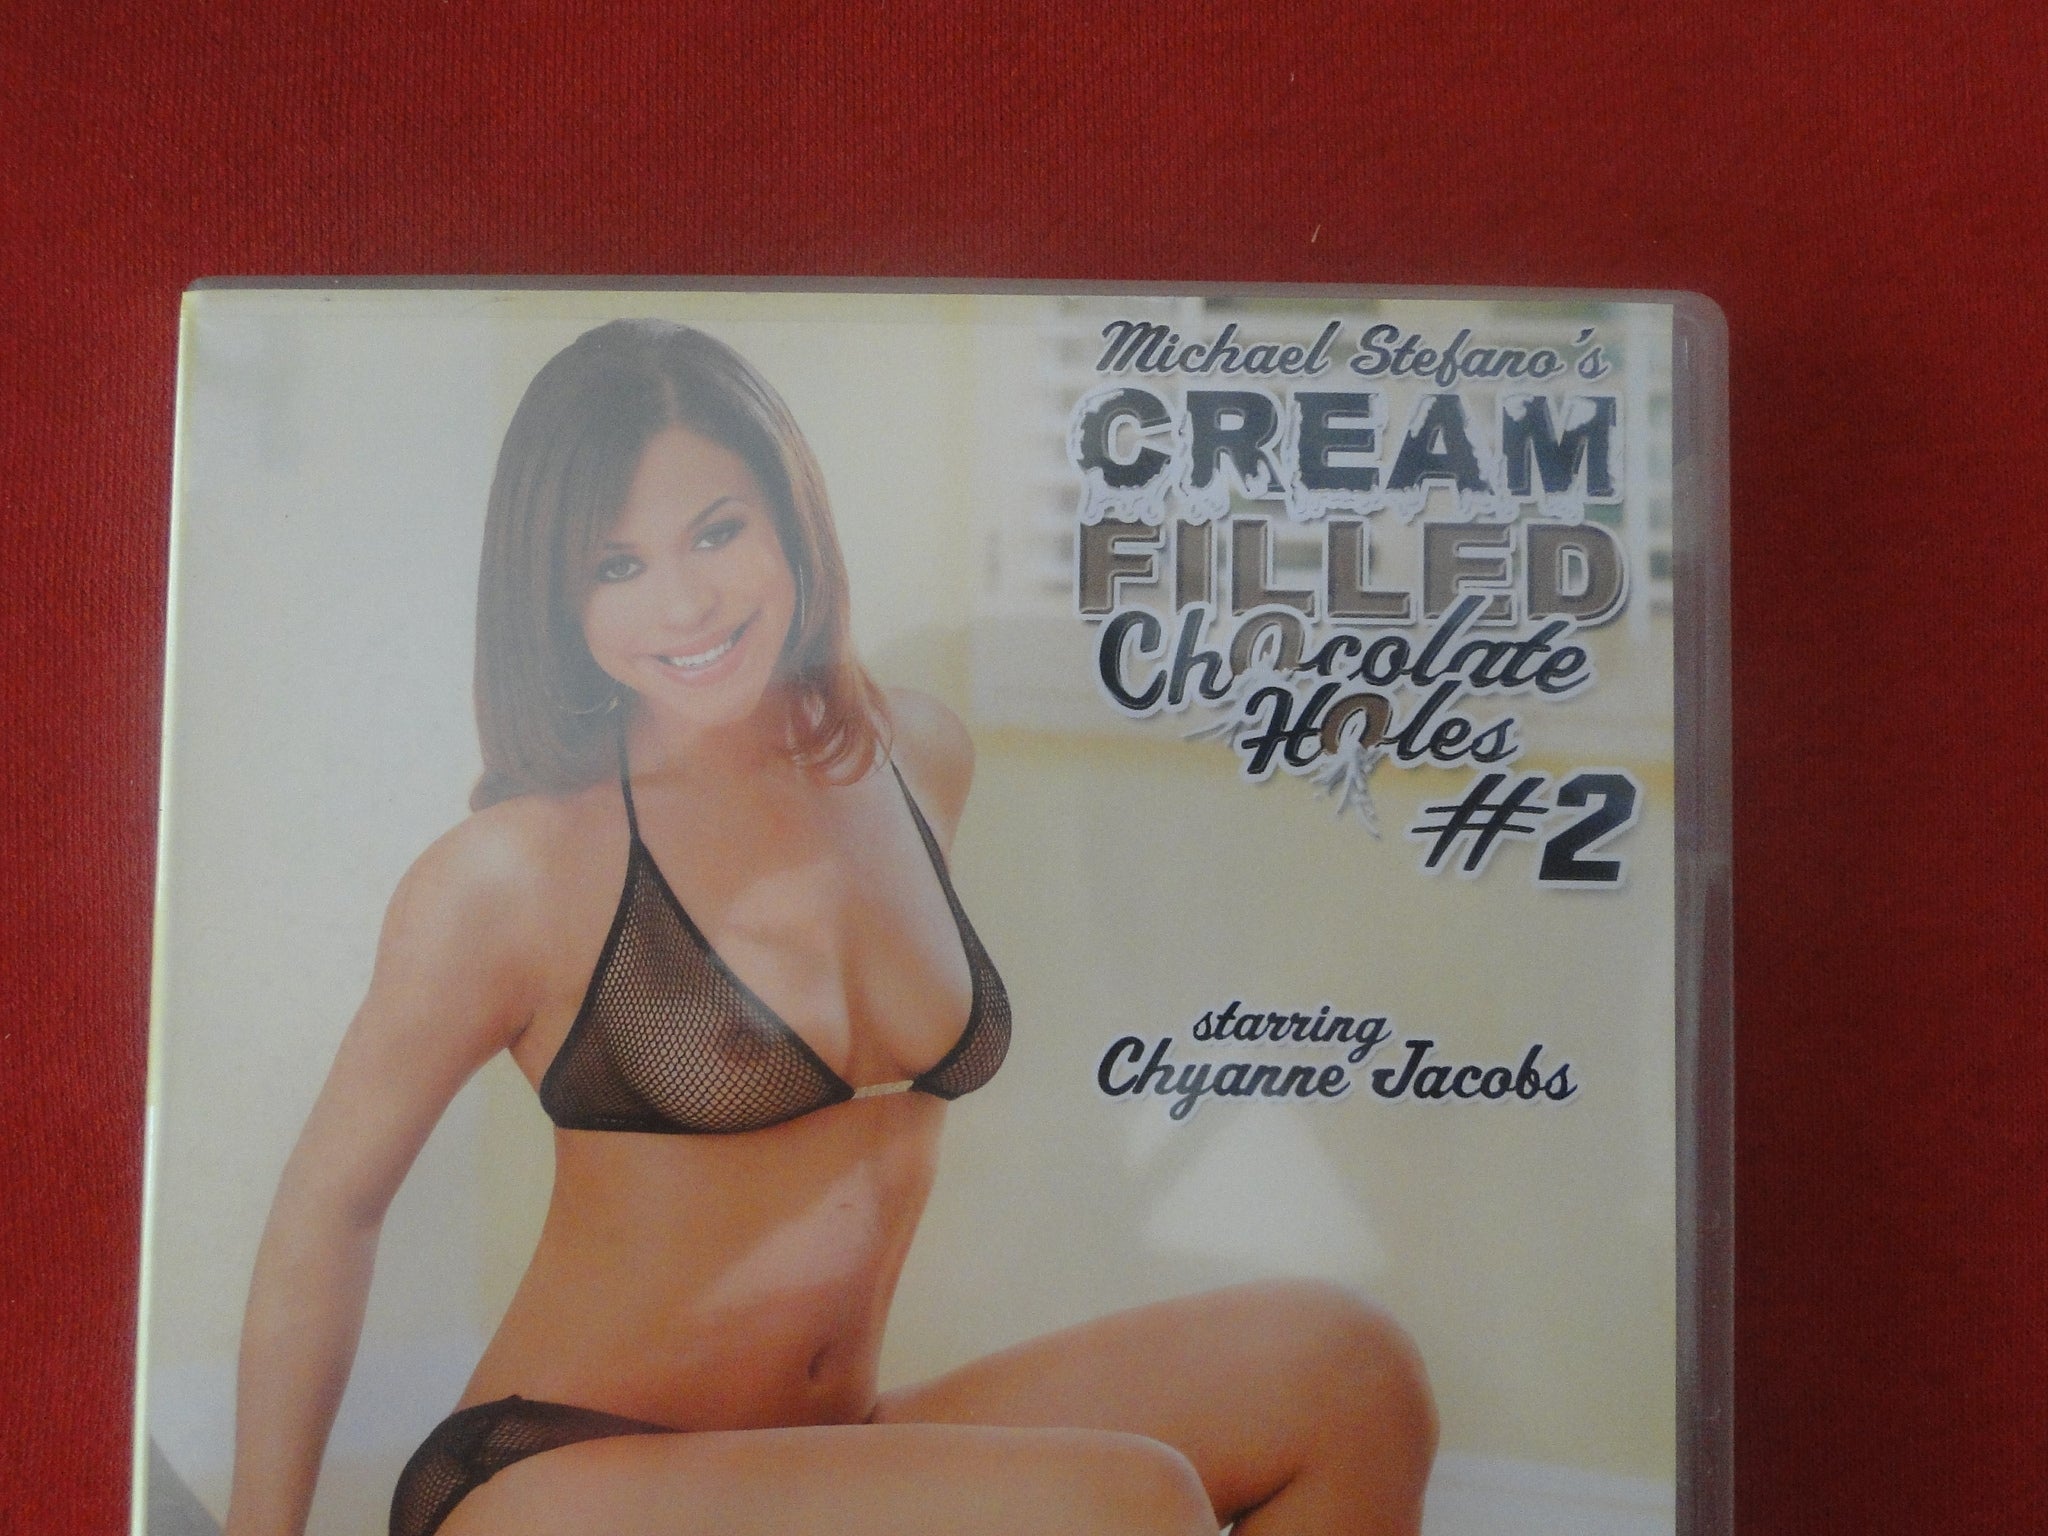 Michael Stefano's
CREAM
FILLED
Chocolate
Holes
#2
starring
Chyanne Jacobs